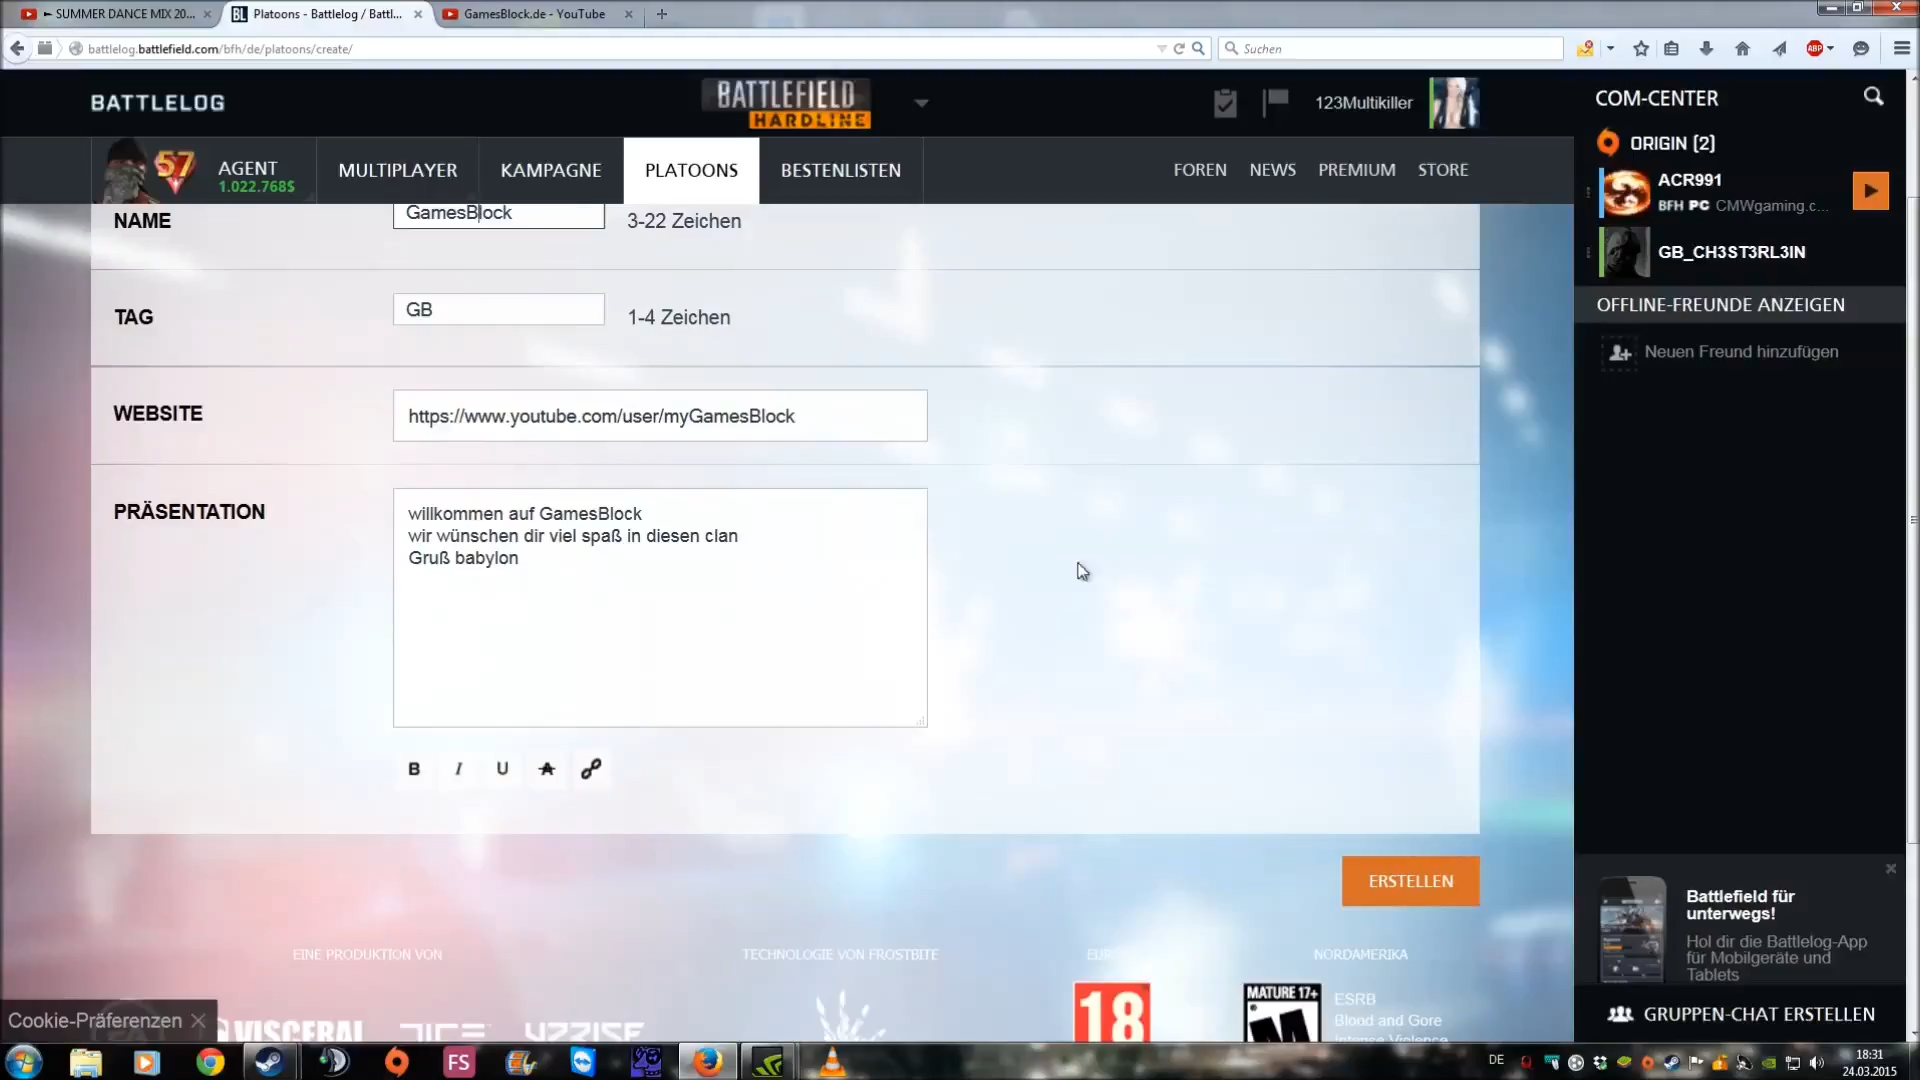 ► SUMMER DANCE MIX 20...
Platoons - Battlelog / Battl...
GamesBlock.de - YouTube
battlelog.battlefield.com/bfh/de/platoons/create/
Suchen
BATTLELOG
BATTLEFIELD
HARDLINE
123Multikiller
57
AGENT
1.022.768$
MULTIPLAYER
KAMPAGNE
PLATOONS
BESTENLISTEN
FOREN
NEWS
PREMIUM
STORE
NAME
GamesBlock
3-22 Zeichen
TAG
GB
1-4 Zeichen
WEBSITE
https://www.youtube.com/user/myGamesBlock
PRÄSENTATION
willkommen auf GamesBlock
wir wünschen dir viel spaß in diesen clan
Gruß babylon
B I U A
ERSTELLEN
EINE PRODUKTION VON
TECHNOLOGIE VON FROSTBITE
NORDAMERIKA
VISCERAL
18
MATURE 17+
M
ESRB
Blood and Gore
Intense Violence
Cookie-Präferenzen
COM-CENTER
ORIGIN [2]
ACR991
BFH PC CMWgaming.c...
GB_CH3ST3RL3IN
OFFLINE-FREUNDE ANZEIGEN
Neuen Freund hinzufügen
Battlefield für
unterwegs!
Hol dir die Battlelog-App
für Mobilgeräte und
Tablets
GRUPPEN-CHAT ERSTELLEN
FS
DE
18:31
24.03.2015
BL
ABP